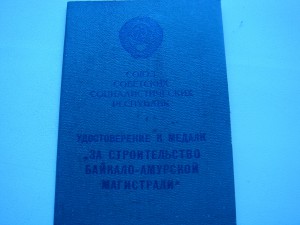 СОЮЗ
СОВЕТСКИХ
СОЦИАЛИСТИЧЕСКИХ
РЕСПУБЛИК
УДОСТОВЕРЕНИЕ К МЕДАЛИ
„ЗА СТРОИТЕЛЬСТВО
БАЙКАЛО-АМУРСКОЙ
МАГИСТРАЛИ“